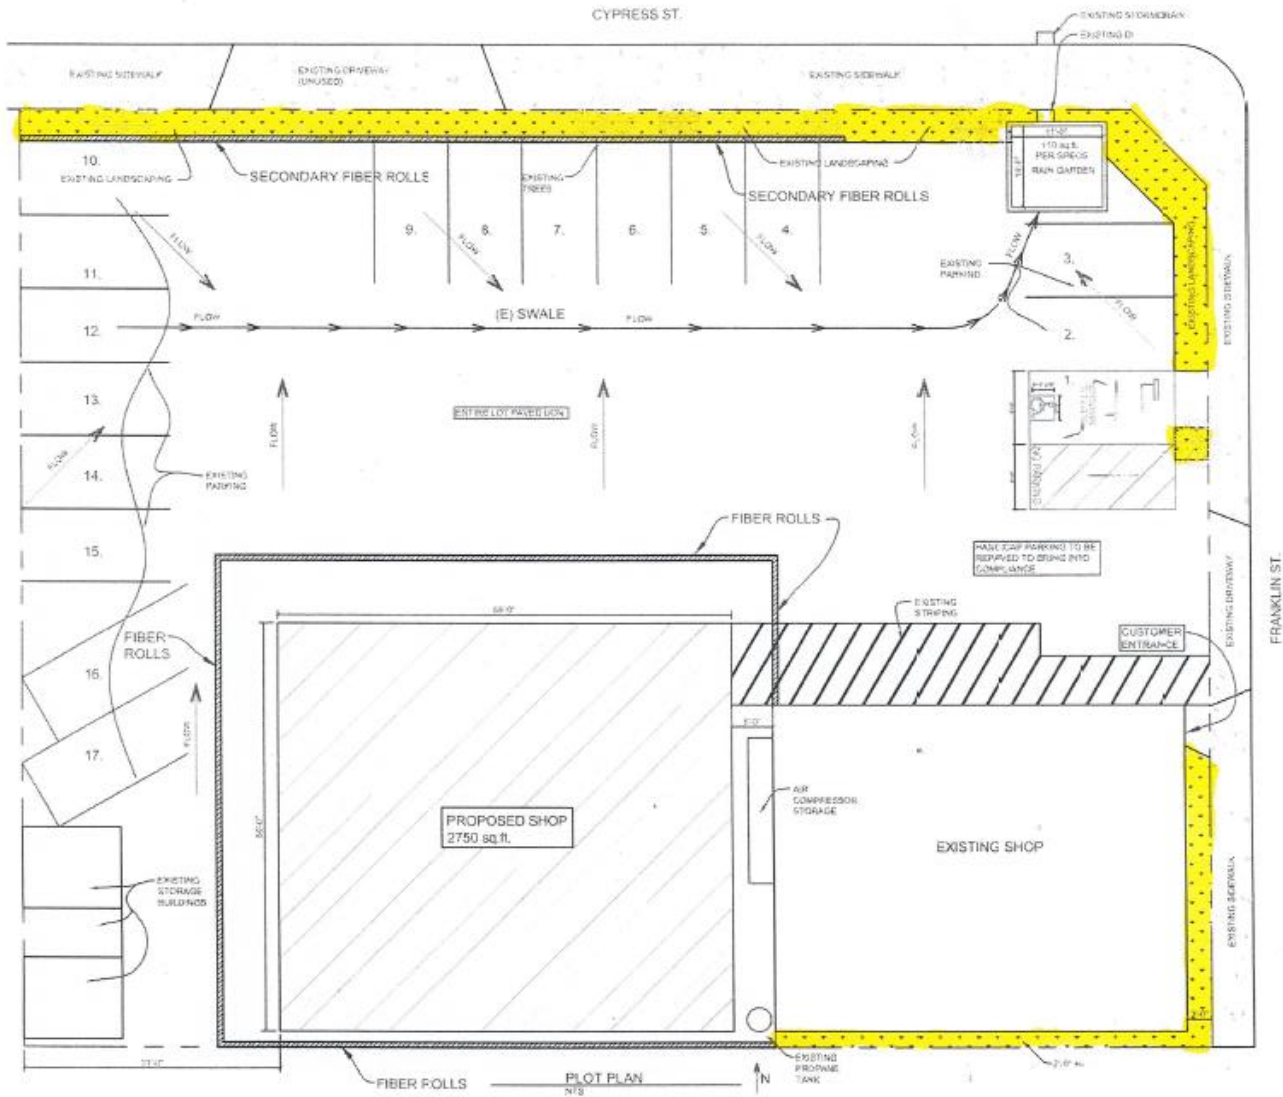 CYPRESS ST.
EXISTING STORMDRAIN
EXISTING DI
EXISTING SIDEWALK
EXISTING DRIVEWAY
(UNUSED)
EXISTING SIDEWALK
10.
EXISTING LANDSCAPING
SECONDARY FIBER ROLLS
EXISTING
TREES
EXISTING LANDSCAPING
SECONDARY FIBER ROLLS
110 sq.ft.
PER SPECS
RAIN GARDEN
FLOW
9.
8.
7.
6.
5.
4.
FLOW
FLOW
FLOW
EXISTING
PARKING
3.
EXISTING LANDSCAPING
EXISTING SIDEWALK
11.
12.
FLOW
(E) SWALE
FLOW
FLOW
2.
1.
13.
ENTIRE LOT PAVED
FLOW
FLOW
FLOW
FLOW
14.
EXISTING
PARKING
15.
FIBER ROLLS
HANDICAP PARKING TO BE
REPAVED TO BRING INTO
COMPLIANCE
EXISTING DRIVEWAY
FRANKLIN ST.
EXISTING
STRIPING
CUSTOMER
ENTRANCE
FIBER
ROLLS
16.
17.
FLOW
PROPOSED SHOP
2750 sq.ft.
AIR
COMPRESSOR
STORAGE
EXISTING SHOP
EXISTING SIDEWALK
EXISTING
STORAGE
BUILDINGS
FIBER ROLLS
PLOT PLAN
NTS
N
EXISTING
PROPANE
TANK